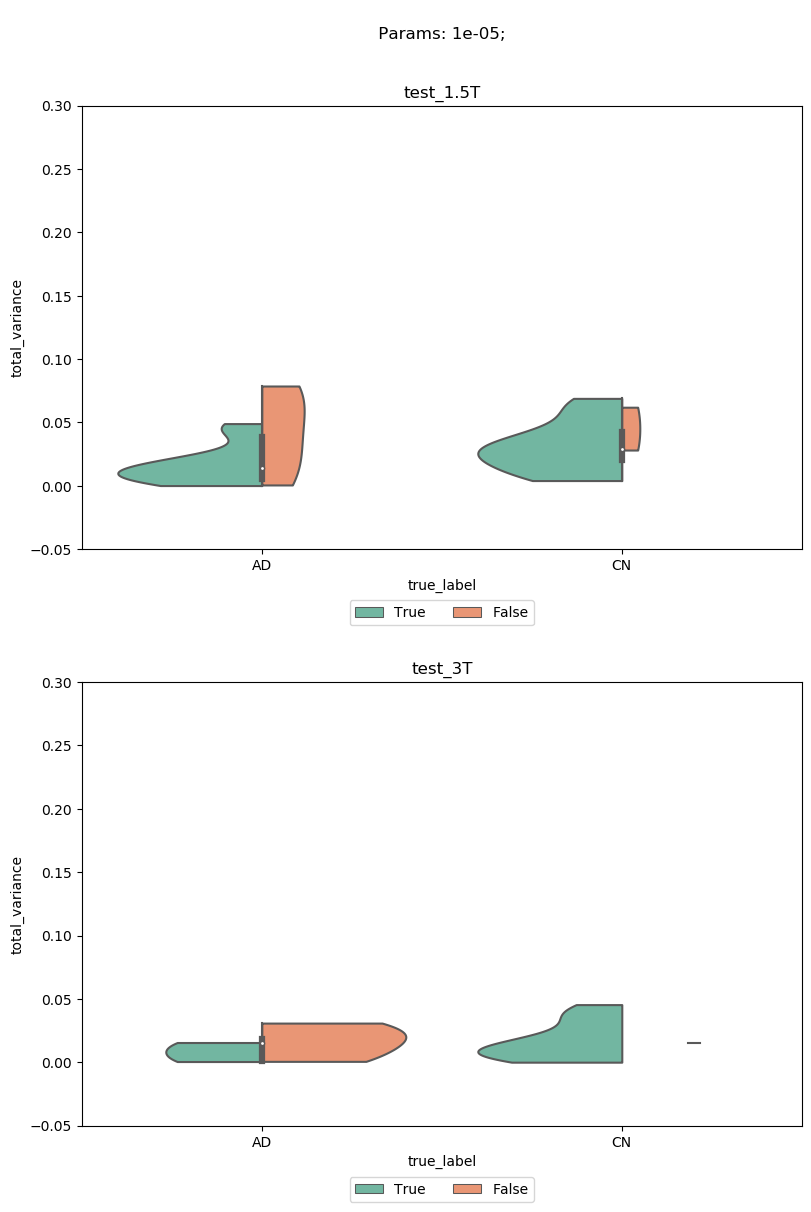 Params: 1e-05;
test_1.5T
0.30
0.25
0.20
0.15
0.10
0.05
0.00
−0.05
total_variance
AD CN
true_label
True False
test_3T
0.30
0.25
0.20
0.15
0.10
0.05
0.00
−0.05
total_variance
AD CN
true_label
True False